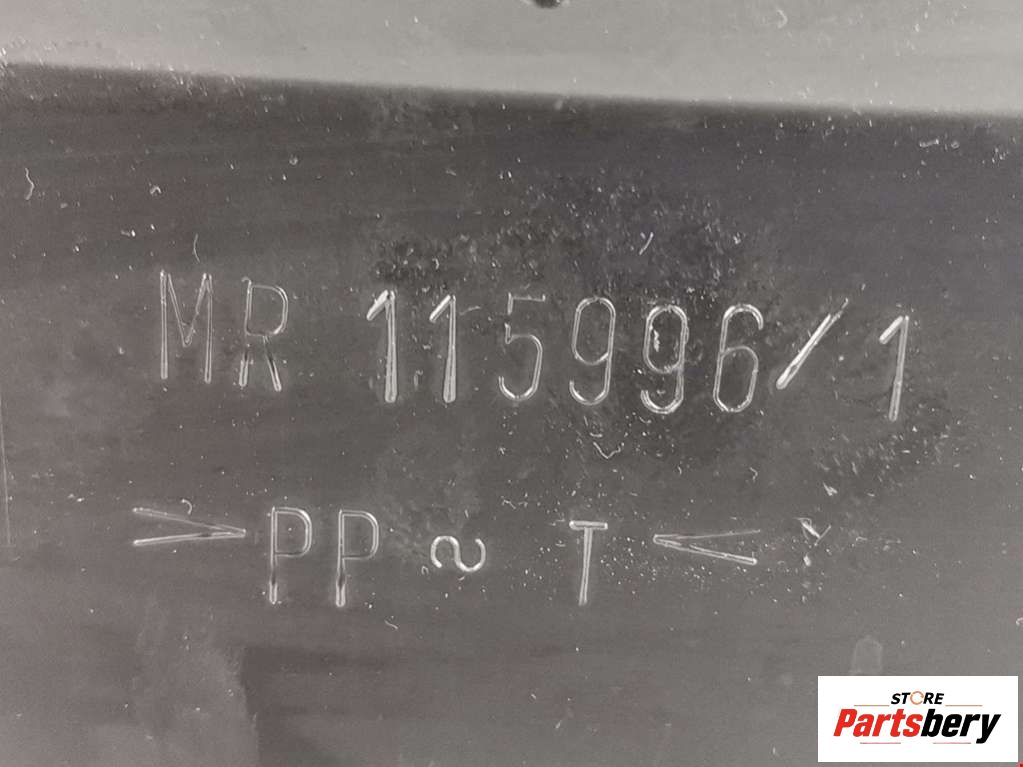 MR 115996/1
>PP ~ T<
STORE
Partsbery